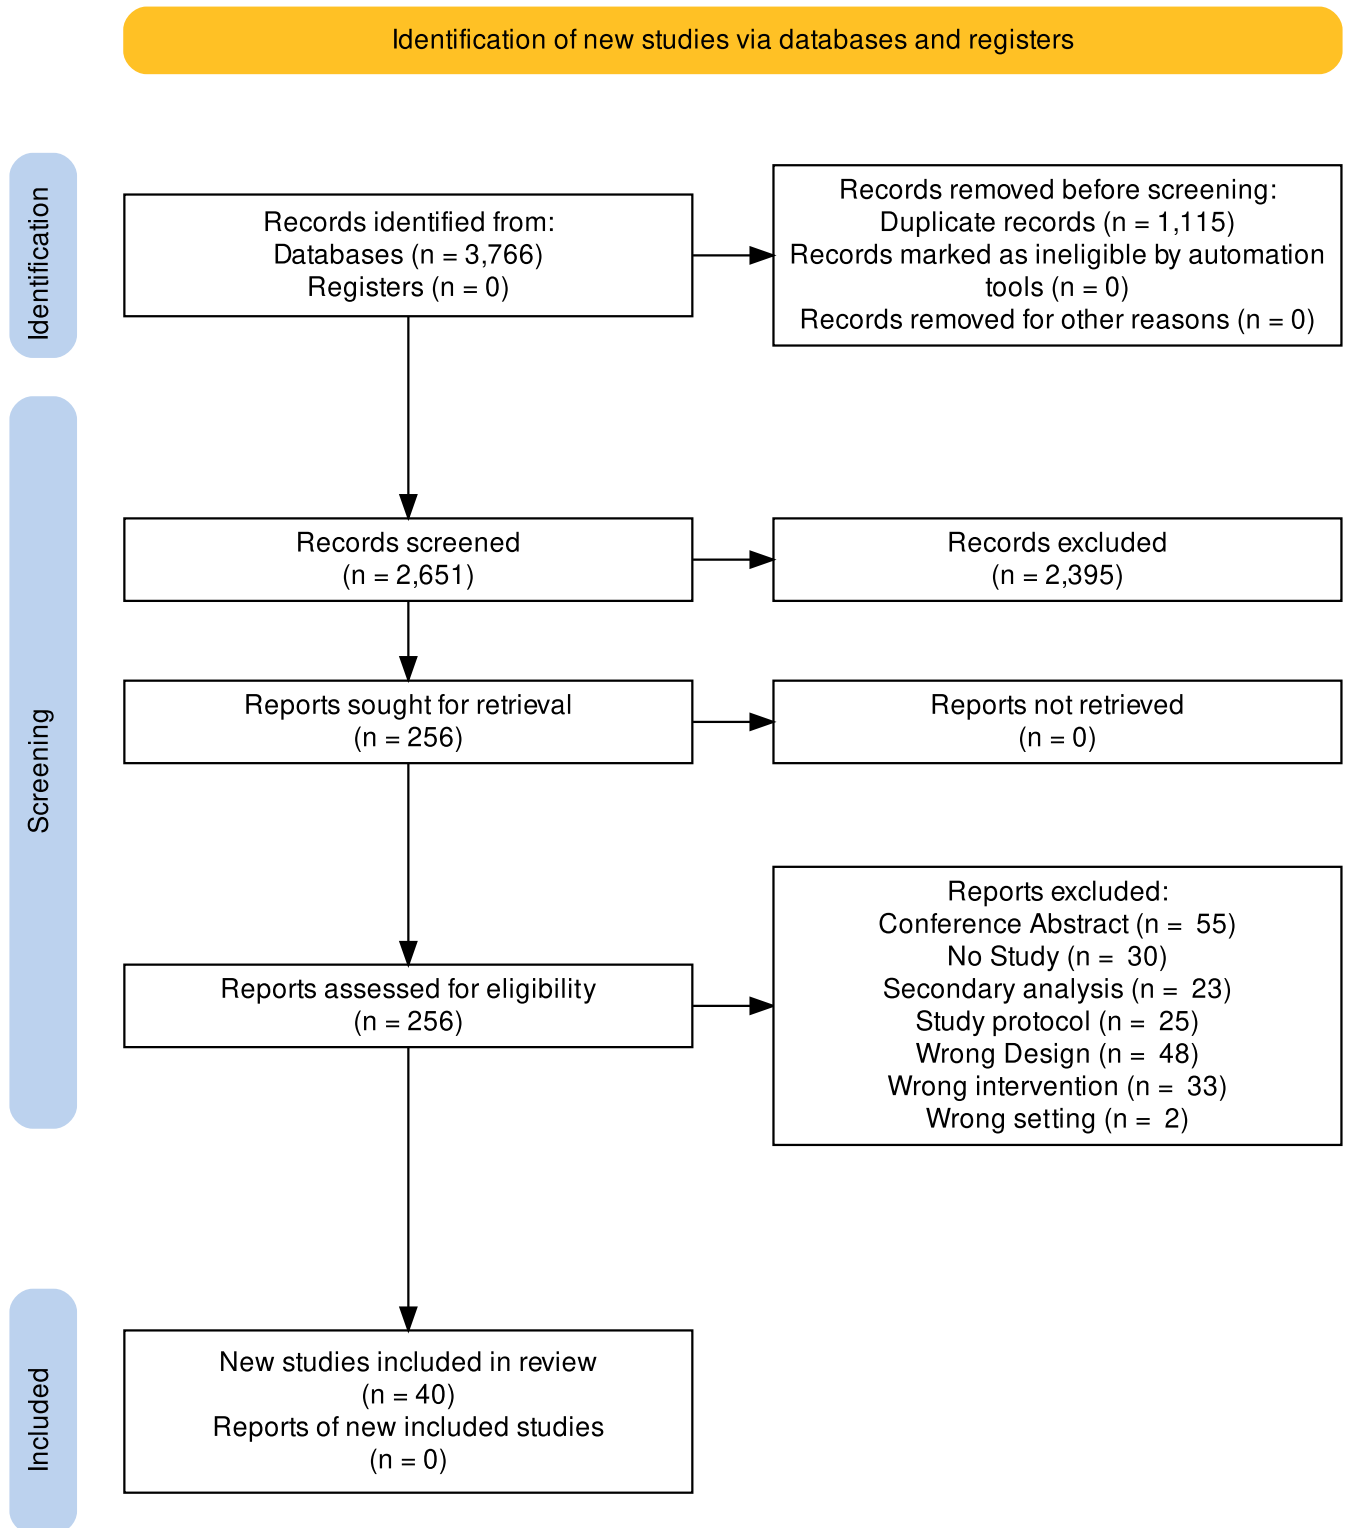 Identification of new studies via databases and registers
Identification
Records identified from:
Databases (n = 3,766)
Registers (n = 0)
Records removed before screening:
Duplicate records (n = 1,115)
Records marked as ineligible by automation
tools (n = 0)
Records removed for other reasons (n = 0)
Screening
Records screened
(n = 2,651)
Records excluded
(n = 2,395)
Reports sought for retrieval
(n = 256)
Reports not retrieved
(n = 0)
Reports assessed for eligibility
(n = 256)
Reports excluded:
Conference Abstract (n =  55)
No Study (n =  30)
Secondary analysis (n =  23)
Study protocol (n =  25)
Wrong Design (n =  48)
Wrong intervention (n =  33)
Wrong setting (n =  2)
Included
New studies included in review
(n = 40)
Reports of new included studies
(n = 0)